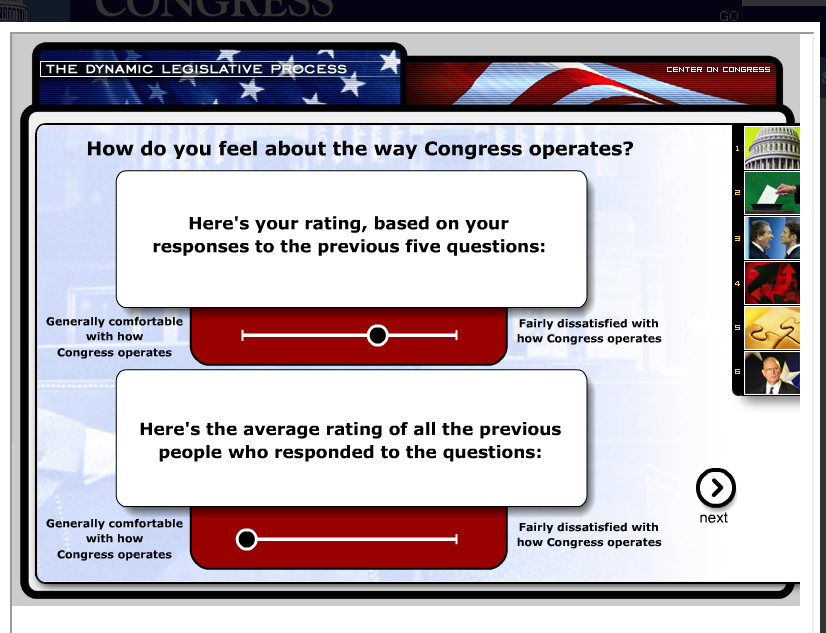 CONGRESS
GO
THE DYNAMIC LEGISLATIVE PROCESS
CENTER ON CONGRESS
How do you feel about the way Congress operates?
Here's your rating, based on your
responses to the previous five questions:
Generally comfortable
with how
Congress operates
Fairly dissatisfied with
how Congress operates
Here's the average rating of all the previous
people who responded to the questions:
Generally comfortable
with how
Congress operates
Fairly dissatisfied with
how Congress operates
1
2
3
4
5
6
next